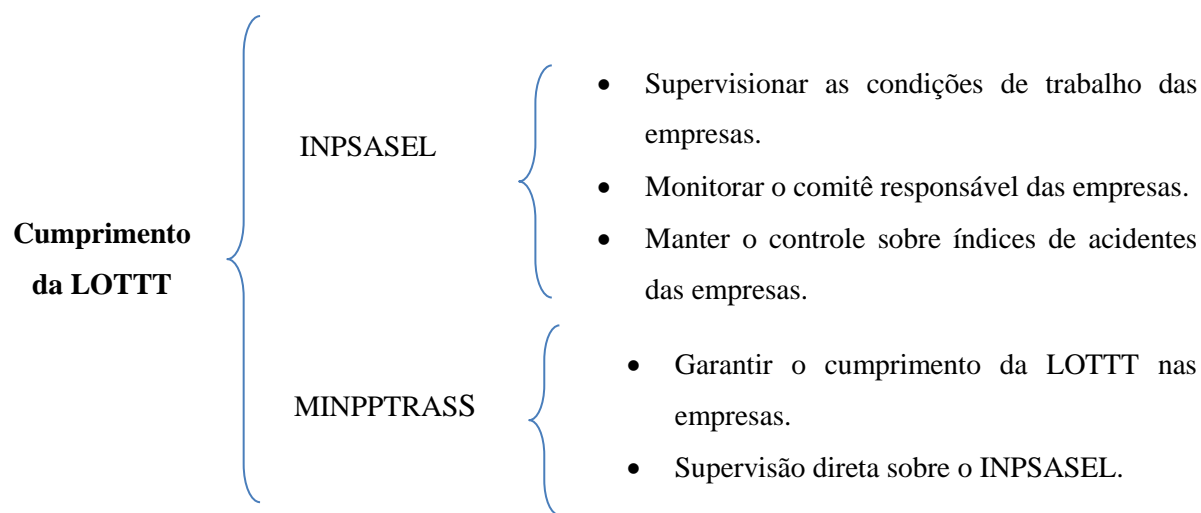 Cumprimento
da LOTTT
INPSASEL
• Supervisionar as condições de trabalho das
empresas.
• Monitorar o comitê responsável das empresas.
• Manter o controle sobre índices de acidentes
das empresas.
MINPPTRASS
• Garantir o cumprimento da LOTTT nas
empresas.
• Supervisão direta sobre o INPSASEL.